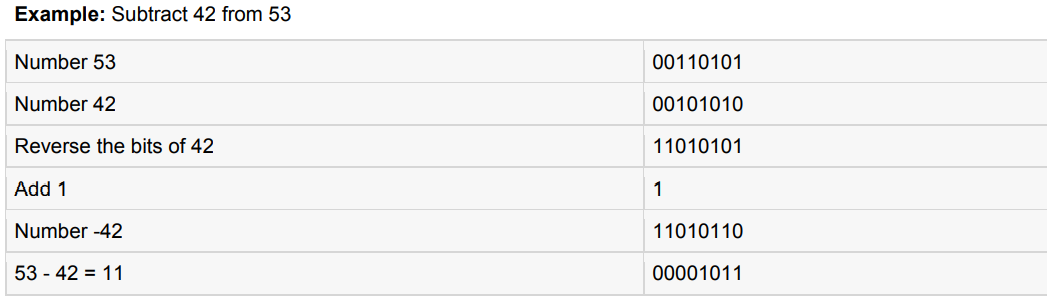 Example: Subtract 42 from 53
Number 53 00110101
Number 42 00101010
Reverse the bits of 42 11010101
Add 1 1
Number -42 11010110
53 - 42 = 11 00001011